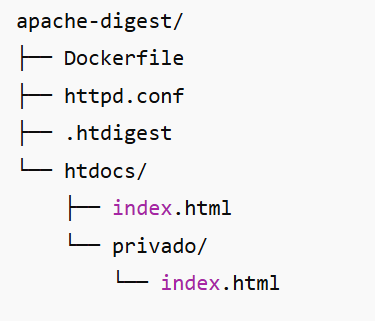 apache-digest/
├── Dockerfile
├── httpd.conf
├── .htdigest
└── htdocs/
    ├── index.html
    └── privado/
        └── index.html